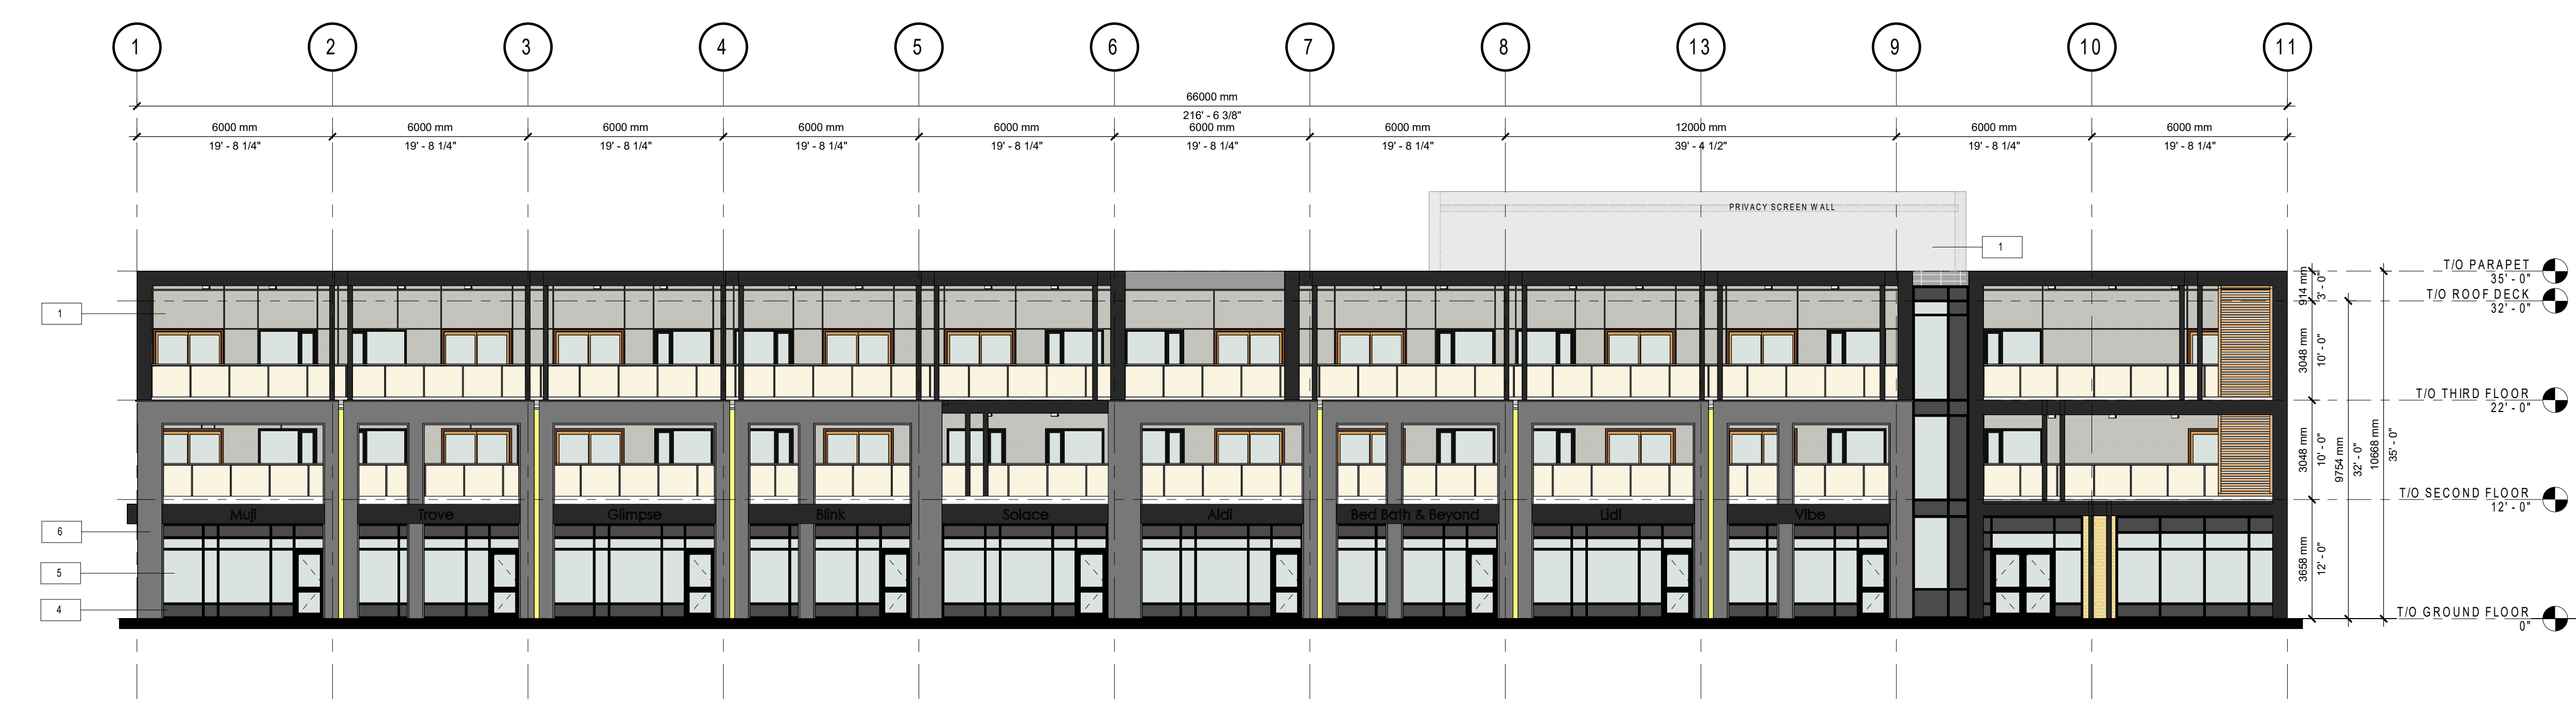 1 2 3 4 5 6 7 8 13 9 10 11
66000 mm
216' - 6 3/8"
6000 mm 6000 mm 6000 mm 6000 mm 6000 mm 6000 mm 6000 mm 12000 mm 6000 mm 6000 mm
19' - 8 1/4" 19' - 8 1/4" 19' - 8 1/4" 19' - 8 1/4" 19' - 8 1/4" 19' - 8 1/4" 19' - 8 1/4" 39' - 4 1/2" 19' - 8 1/4" 19' - 8 1/4"
PRIVACY SCREEN WALL
1
T/O PARAPET
35' - 0"
T/O ROOF DECK
32' - 0"
T/O THIRD FLOOR
22' - 0"
T/O SECOND FLOOR
12' - 0"
T/O GROUND FLOOR
0"
914 mm
3' - 0"
3048 mm
10' - 0"
3048 mm
10' - 0"
3658 mm
12' - 0"
9754 mm
32' - 0"
10668 mm
35' - 0"
1
6
5
4
Muji Trove Glimpse Blink Solace Aldi Bed Bath & Beyond Lidl Vibe